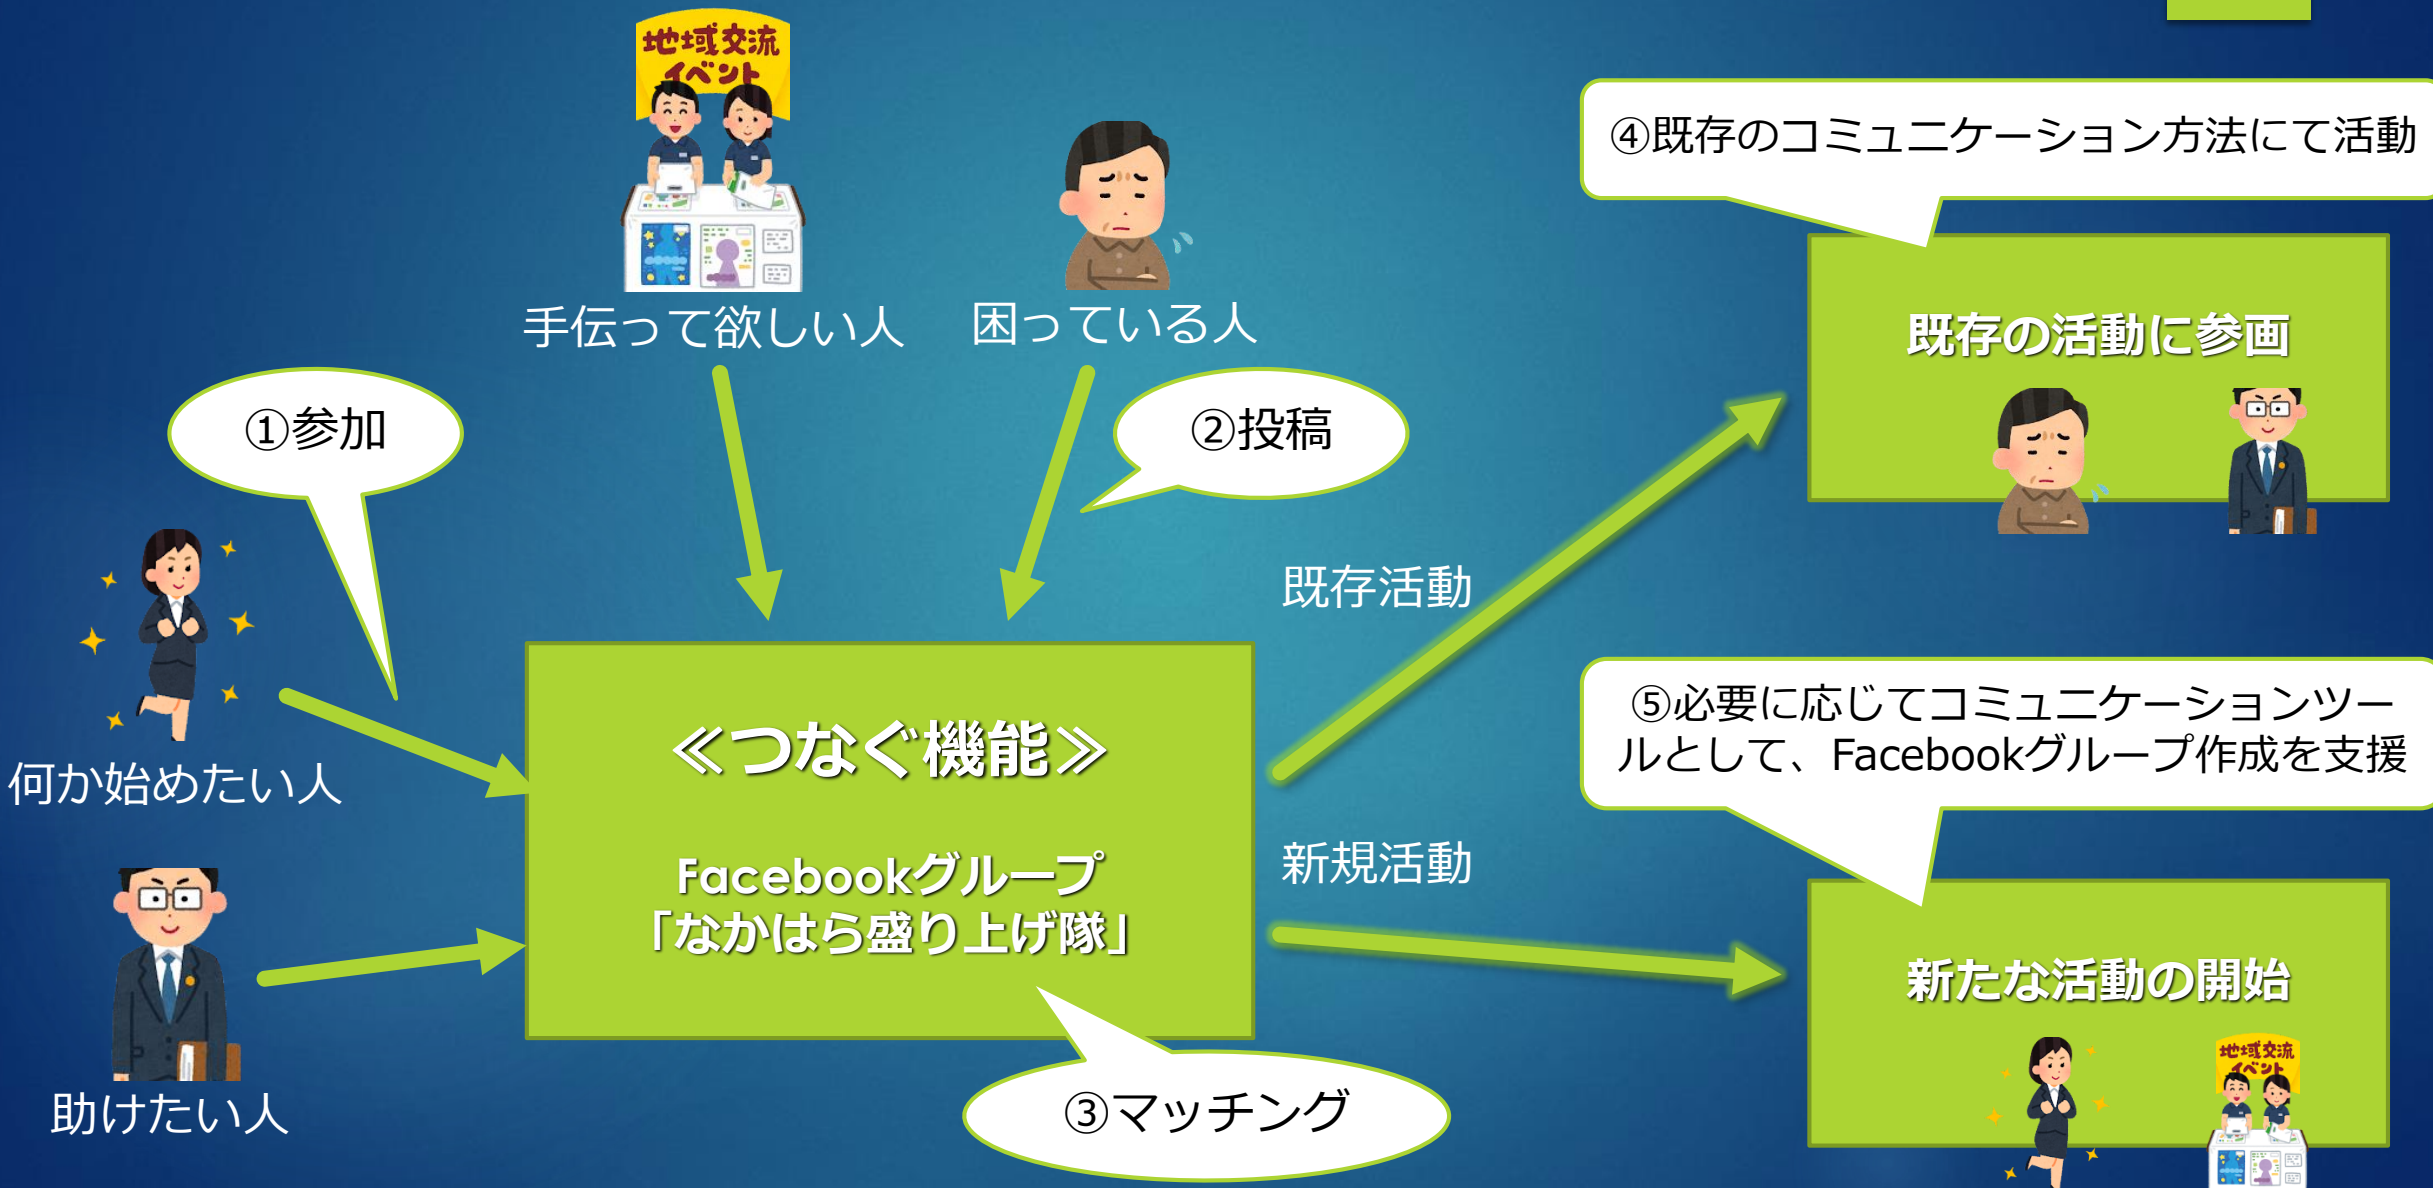 地域交流
イベント
手伝って欲しい人
困っている人
①参加
②投稿
何か始めたい人
助けたい人
≪つなぐ機能≫
Facebookグループ
「なかはら盛り上げ隊」
③マッチング
既存活動
新規活動
④既存のコミュニケーション方法にて活動
既存の活動に参画
⑤必要に応じてコミュニケーションツー
ルとして、Facebookグループ作成を支援
新たな活動の開始
地域交流
イベント